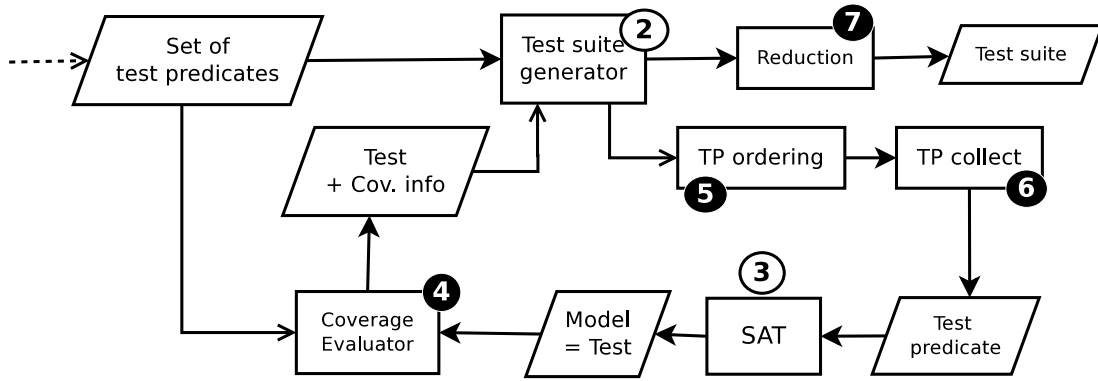 Set of
test predicates
2
Test suite
generator
7
Reduction
Test suite
Test
+ Cov. info
TP ordering
5
TP collect
6
4
Coverage
Evaluator
Model
= Test
3
SAT
Test
predicate